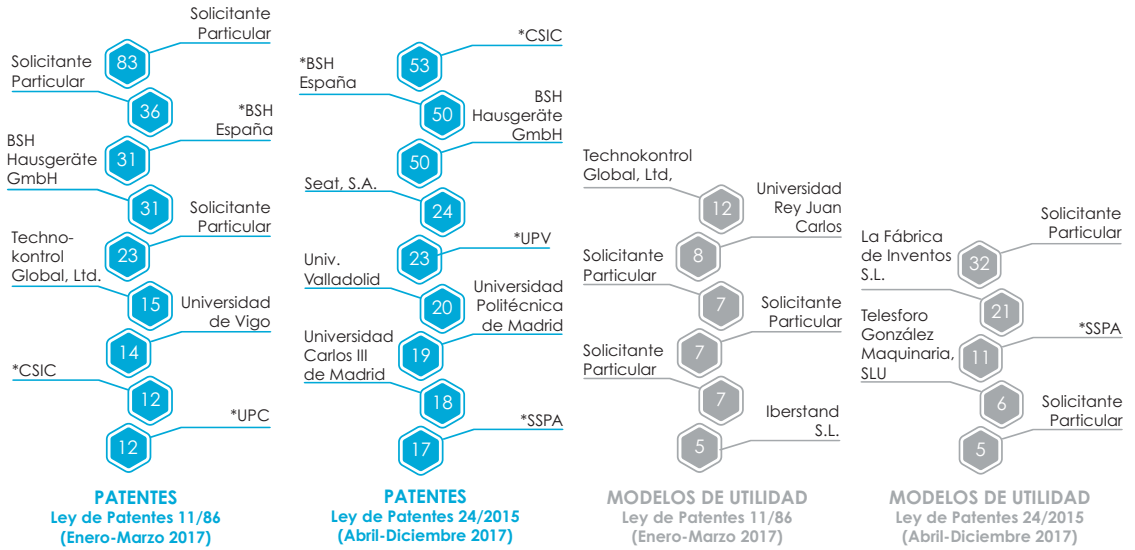 Solicitante
Particular
83
Solicitante
Particular
36
*BSH
España
31
BSH
Hausgeräte
GmbH
31
Solicitante
Particular
23
Techno-
kontrol
Global, Ltd.
15
Universidad
de Vigo
14
*CSIC
12
*UPC
12
PATENTES
Ley de Patentes 11/86
(Enero-Marzo 2017)
*CSIC
53
*BSH
España
50
BSH
Hausgeräte
GmbH
50
Seat, S.A.
24
*UPV
23
Univ.
Valladolid
20
Universidad
Politécnica
de Madrid
19
Universidad
Carlos III
de Madrid
18
*SSPA
17
PATENTES
Ley de Patentes 24/2015
(Abril-Diciembre 2017)
Technokontrol
Global, Ltd,
12
Universidad
Rey Juan
Carlos
8
Solicitante
Particular
7
Solicitante
Particular
7
Solicitante
Particular
7
Iberstand
S.L.
5
MODELOS DE UTILIDAD
Ley de Patentes 11/86
(Enero-Marzo 2017)
Solicitante
Particular
32
La Fábrica
de Inventos
S.L.
21
*SSPA
11
Telesforo
González
Maquinaria,
SLU
6
Solicitante
Particular
5
MODELOS DE UTILIDAD
Ley de Patentes 24/2015
(Abril-Diciembre 2017)